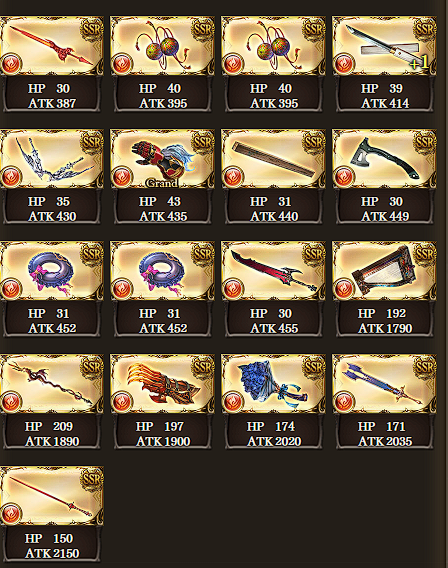 SSR SSR SSR SSR
+1
HP 30 HP 40 HP 40 HP 39
ATK 387 ATK 395 ATK 395 ATK 414
SSR SSR SSR SSR
Grand
HP 35 HP 43 HP 31 HP 30
ATK 430 ATK 435 ATK 440 ATK 449
SSR SSR SSR SSR
HP 31 HP 31 HP 30 HP 192
ATK 452 ATK 452 ATK 455 ATK 1790
SSR SSR SSR SSR
HP 209 HP 197 HP 174 HP 171
ATK 1890 ATK 1900 ATK 2020 ATK 2035
SSR
HP 150
ATK 2150